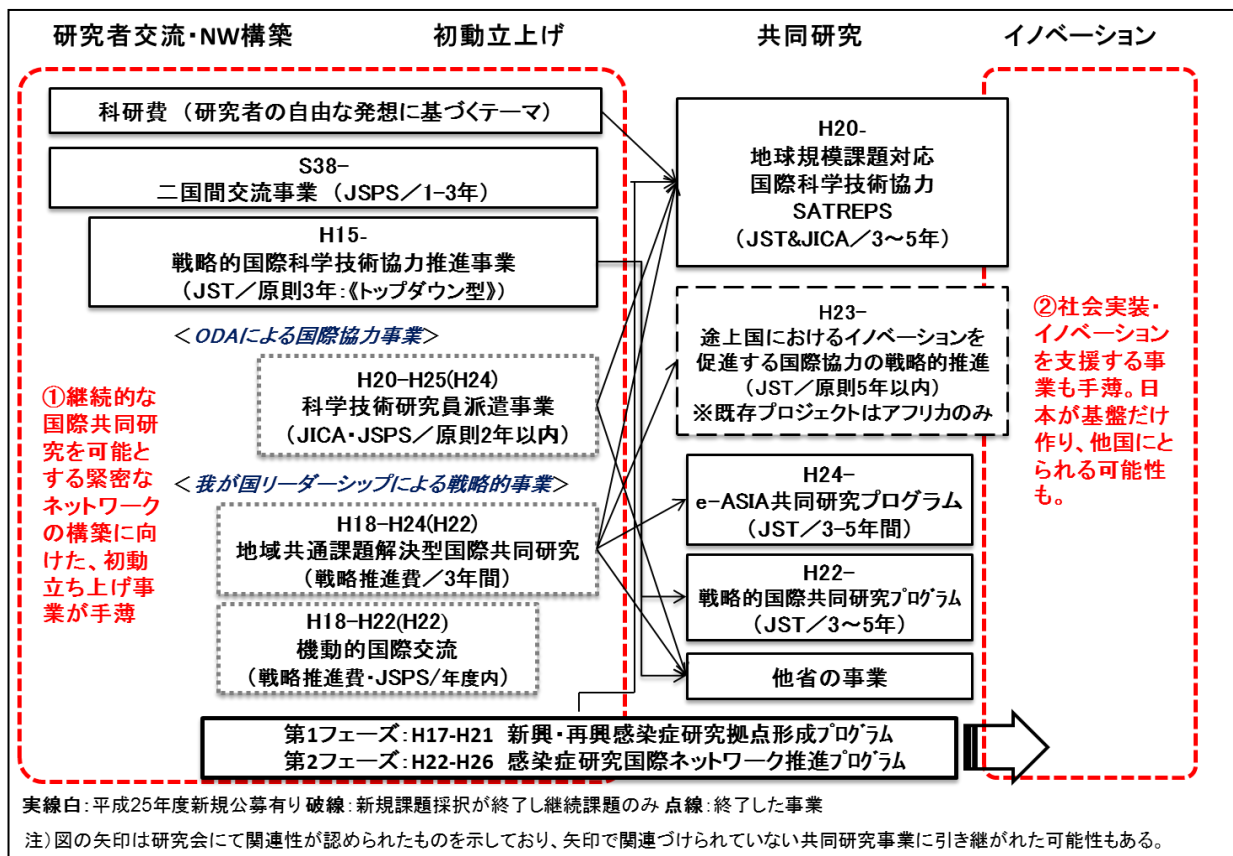 研究者交流・NW構築
初動立上げ
共同研究
イノベーション
科研費 （研究者の自由な発想に基づくテーマ）
S38−
二国間交流事業 （JSPS／1−3年）
H15-
戦略的国際科学技術協力推進事業
（JST／原則3年：《トップダウン型》）
＜ODAによる国際協力事業＞
H20−H25(H24)
科学技術研究員派遣事業
（JICA・JSPS／原則2年以内）
＜我が国リーダーシップによる戦略的事業＞
H18−H24(H22)
地域共通課題解決型国際共同研究
（戦略推進費／3年間）
H18−H22(H22)
機動的国際交流
（戦略推進費・JSPS/年度内）
①継続的な
国際共同研
究を可能と
する緊密な
ネットワーク
の構築に向
けた、初動
立ち上げ事
業が手薄
H20-
地球規模課題対応
国際科学技術協力
SATREPS
（JST&JICA／3～5年）
H23−
途上国におけるイノベーションを
促進する国際協力の戦略的推進
（JST／原則5年以内）
※既存プロジェクトはアフリカのみ
H24−
e−ASIA共同研究プログラム
（JST／3−5年間）
H22−
戦略的国際共同研究プログラム
（JST／3～5年）
他省の事業
②社会実装・
イノベーション
を支援する事
業も手薄。日
本が基盤だけ
作り、他国にと
られる可能性
も。
第1フェーズ：H17-H21 新興・再興感染症研究拠点形成プログラム
第2フェーズ：H22-H26 感染症研究国際ネットワーク推進プログラム
実線白：平成25年度新規公募有り 破線：新規課題採択が終了し継続課題のみ 点線：終了した事業
注）図の矢印は研究会にて関連性が認められたものを示しており、矢印で関連づけられていない共同研究事業に引き継がれた可能性もある。